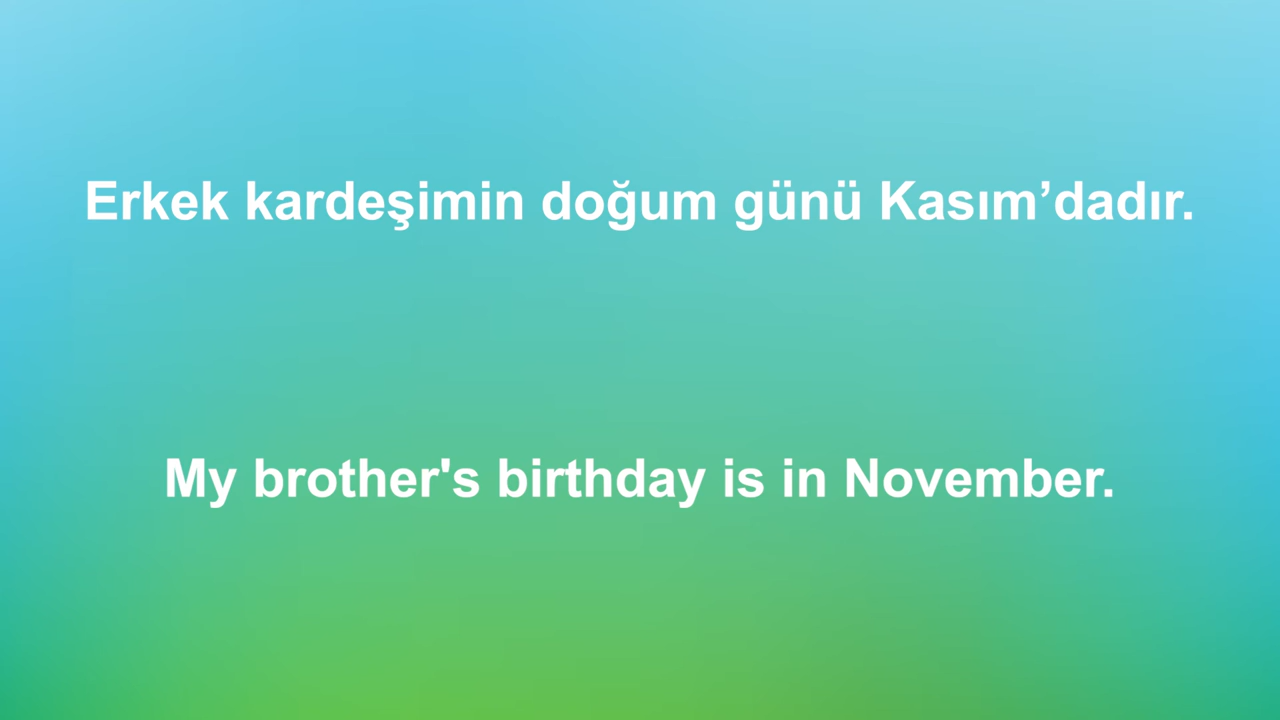 Erkek kardeşimin doğum günü Kasım’dadır.
My brother's birthday is in November.